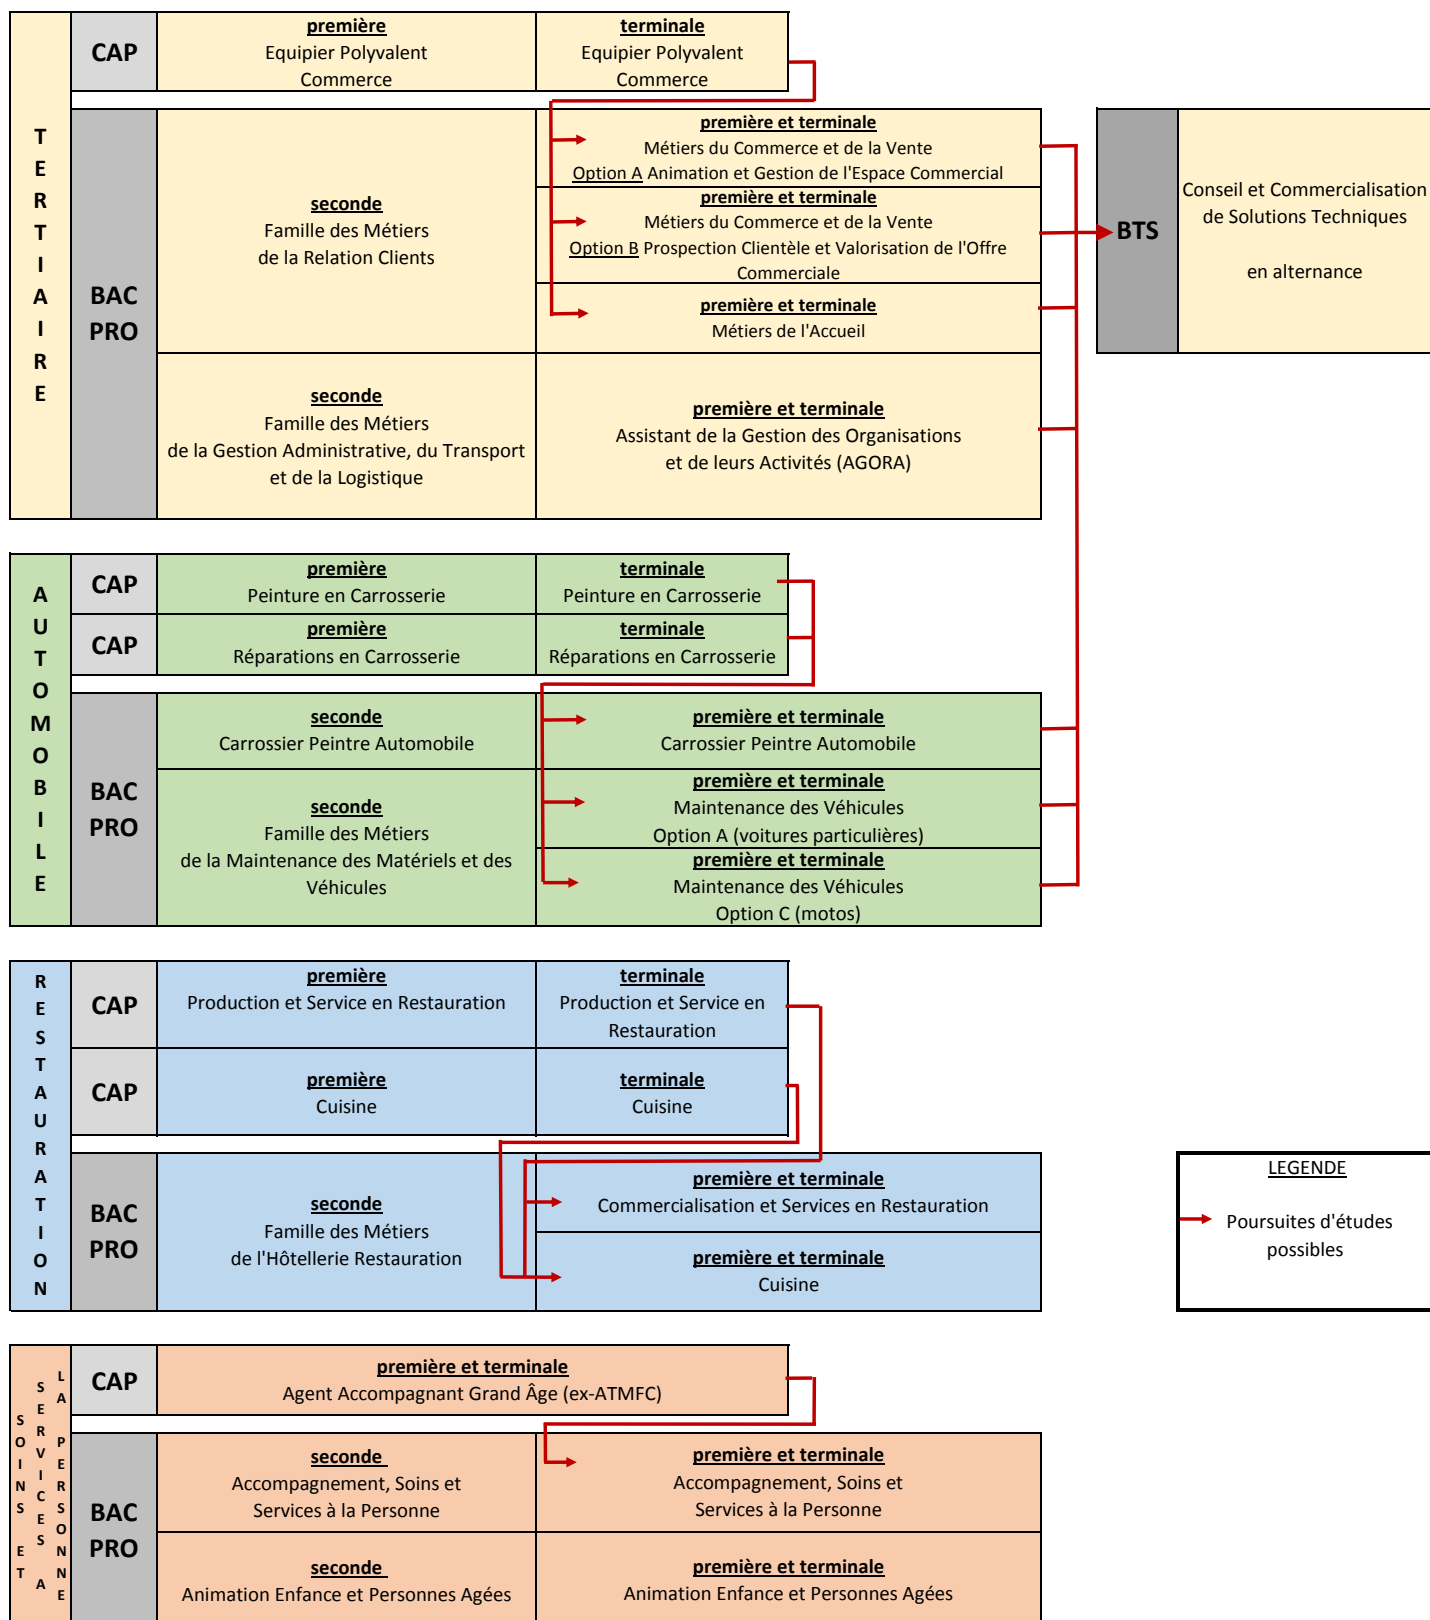 TERTIAIRE
CAP
première
Equipier Polyvalent
Commerce
terminale
Equipier Polyvalent
Commerce
BAC
PRO
seconde
Famille des Métiers
de la Relation Clients
première et terminale
Métiers du Commerce et de la Vente
Option A Animation et Gestion de l'Espace Commercial
première et terminale
Métiers du Commerce et de la Vente
Option B Prospection Clientèle et Valorisation de l'Offre
Commerciale
première et terminale
Métiers de l'Accueil
seconde
Famille des Métiers
de la Gestion Administrative, du Transport
et de la Logistique
première et terminale
Assistant de la Gestion des Organisations
et de leurs Activités (AGORA)
BTS
Conseil et Commercialisation
de Solutions Techniques
en alternance
AUTOMOBILE
CAP
première
Peinture en Carrosserie
terminale
Peinture en Carrosserie
CAP
première
Réparations en Carrosserie
terminale
Réparations en Carrosserie
BAC
PRO
seconde
Carrossier Peintre Automobile
première et terminale
Carrossier Peintre Automobile
seconde
Famille des Métiers
de la Maintenance des Matériels et des
Véhicules
première et terminale
Maintenance des Véhicules
Option A (voitures particulières)
première et terminale
Maintenance des Véhicules
Option C (motos)
RESTAURATION
CAP
première
Production et Service en Restauration
terminale
Production et Service en
Restauration
CAP
première
Cuisine
terminale
Cuisine
BAC
PRO
seconde
Famille des Métiers
de l'Hôtellerie Restauration
première et terminale
Commercialisation et Services en Restauration
première et terminale
Cuisine
LEGENDE
Poursuites d'études
possibles
SOINS ET
SERVICES A
LA PERSONNE
CAP
première et terminale
Agent Accompagnant Grand Âge (ex-ATMFC)
BAC
PRO
seconde
Accompagnement, Soins et
Services à la Personne
première et terminale
Accompagnement, Soins et
Services à la Personne
seconde
Animation Enfance et Personnes Agées
première et terminale
Animation Enfance et Personnes Agées